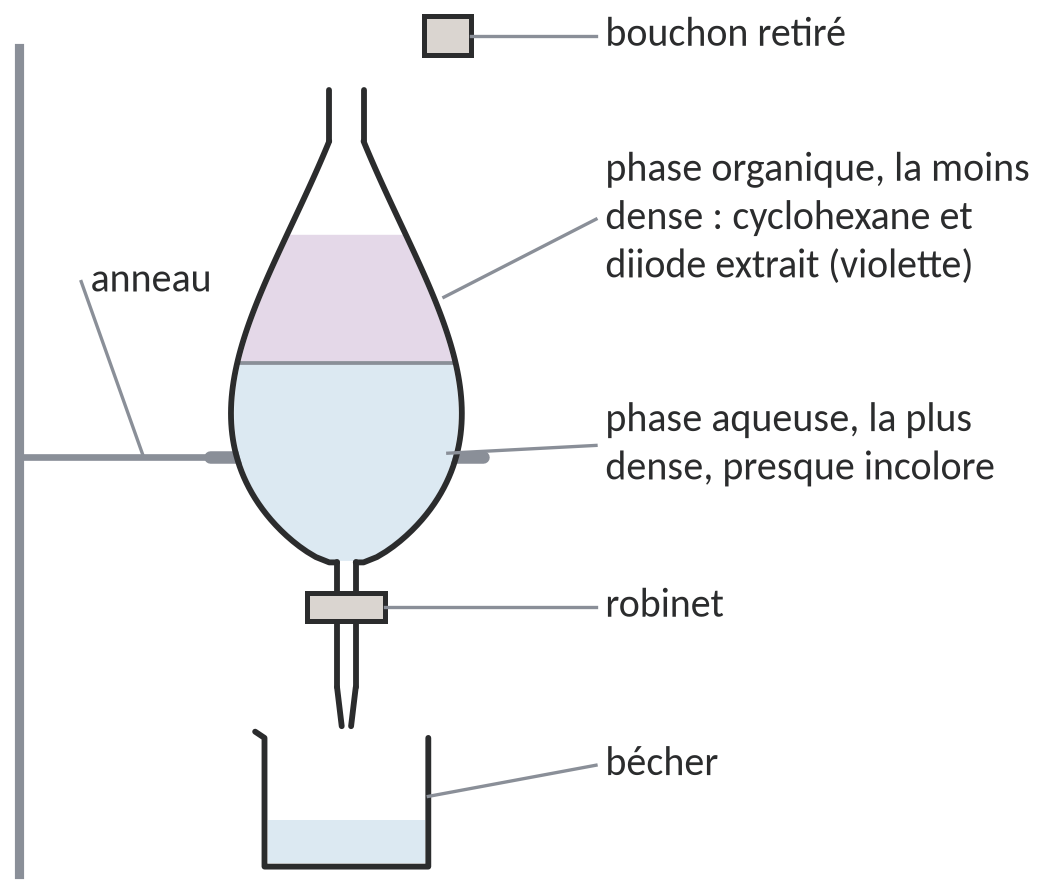 bouchon retiré
phase organique, la moins
dense : cyclohexane et
diiode extrait (violette)
anneau
phase aqueuse, la plus
dense, presque incolore
robinet
bécher